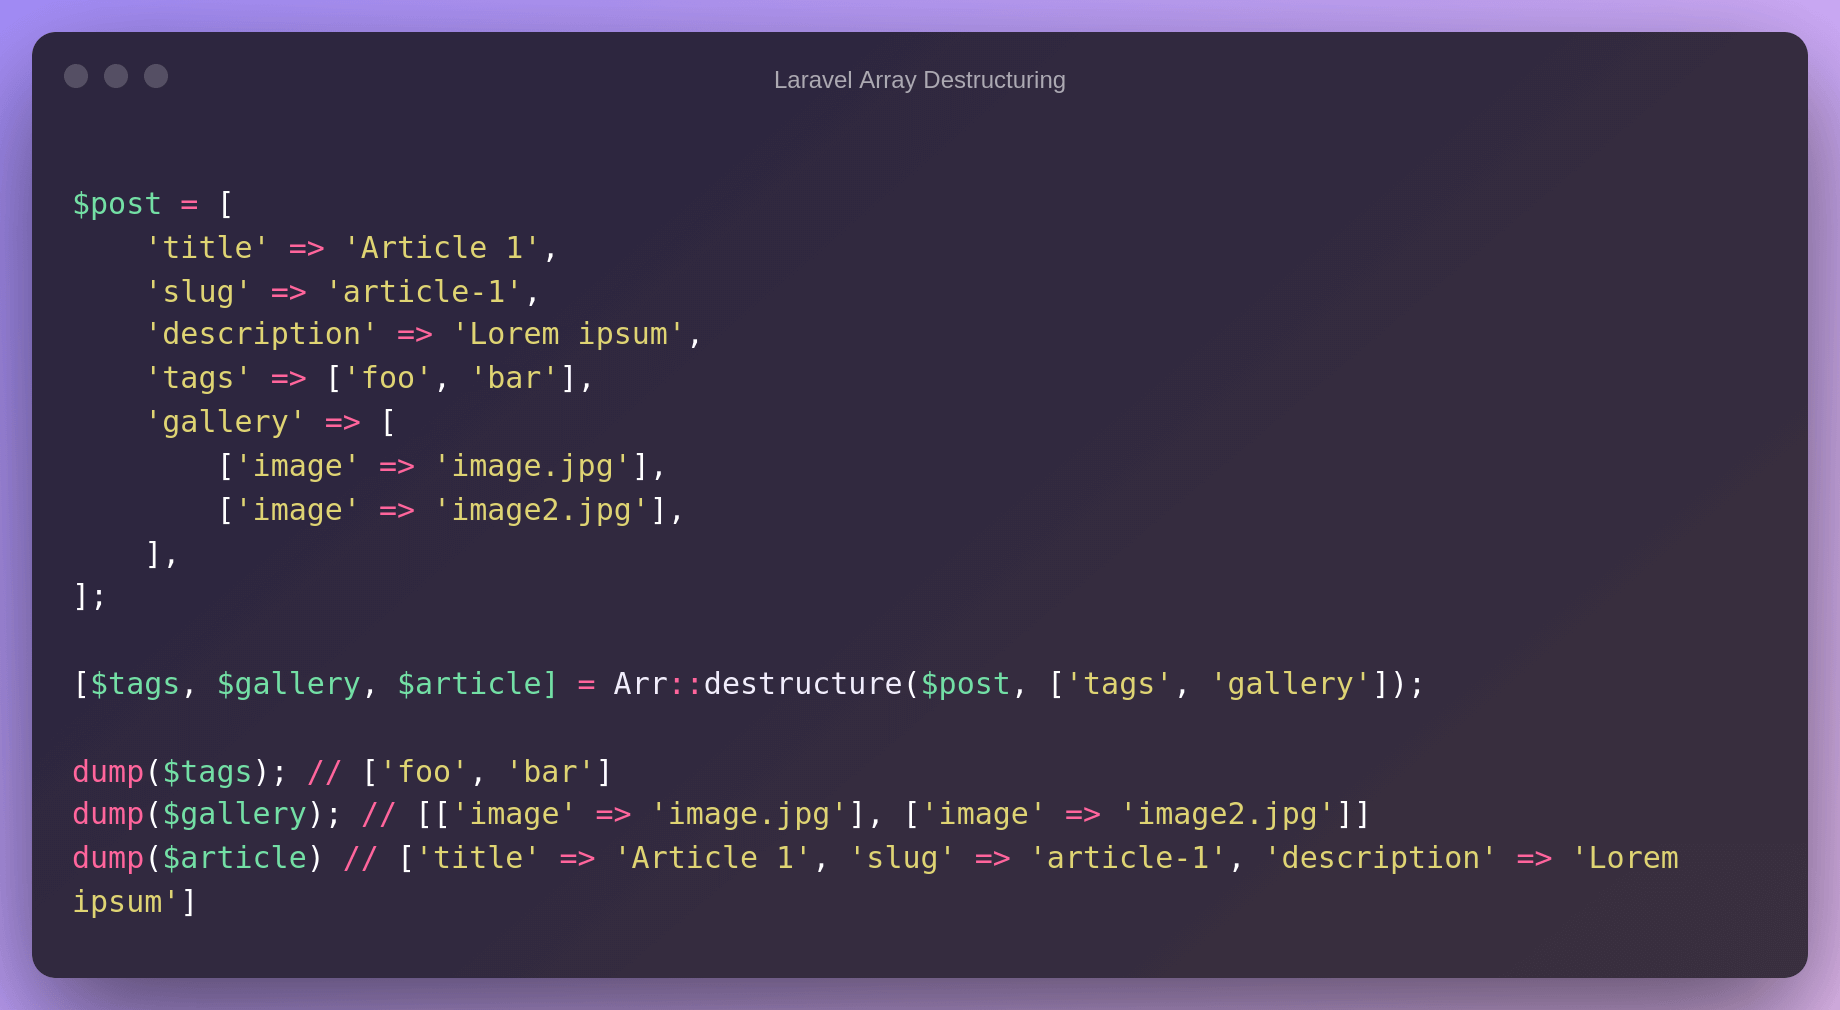 Laravel Array Destructuring
$post = [
    'title' => 'Article 1',
    'slug' => 'article-1',
    'description' => 'Lorem ipsum',
    'tags' => ['foo', 'bar'],
    'gallery' => [
        ['image' => 'image.jpg'],
        ['image' => 'image2.jpg'],
    ],
];
[$tags, $gallery, $article] = Arr::destructure($post, ['tags', 'gallery']);
dump($tags); // ['foo', 'bar']
dump($gallery); // [['image' => 'image.jpg'], ['image' => 'image2.jpg']]
dump($article) // ['title' => 'Article 1', 'slug' => 'article-1', 'description' => 'Lorem
ipsum']